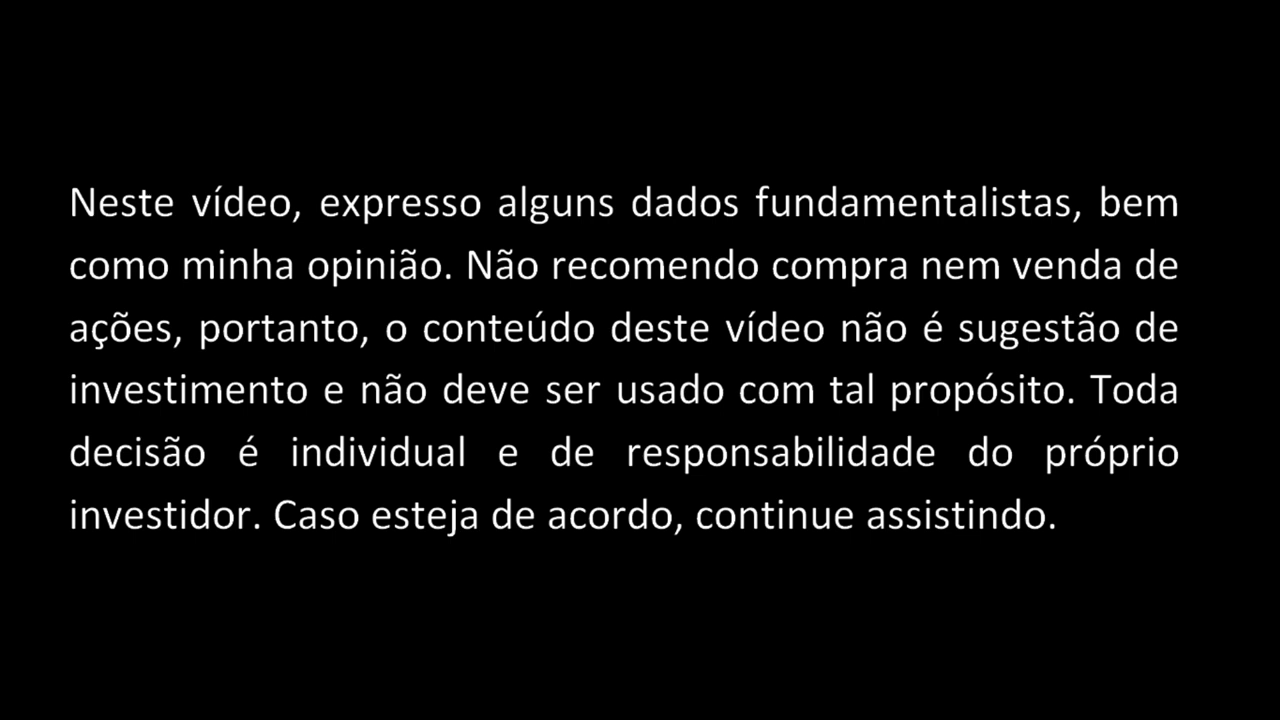 Neste vídeo, expresso alguns dados fundamentalistas, bem
como minha opinião. Não recomendo compra nem venda de
ações, portanto, o conteúdo deste vídeo não é sugestão de
investimento e não deve ser usado com tal propósito. Toda
decisão é individual e de responsabilidade do próprio
investidor. Caso esteja de acordo, continue assistindo.